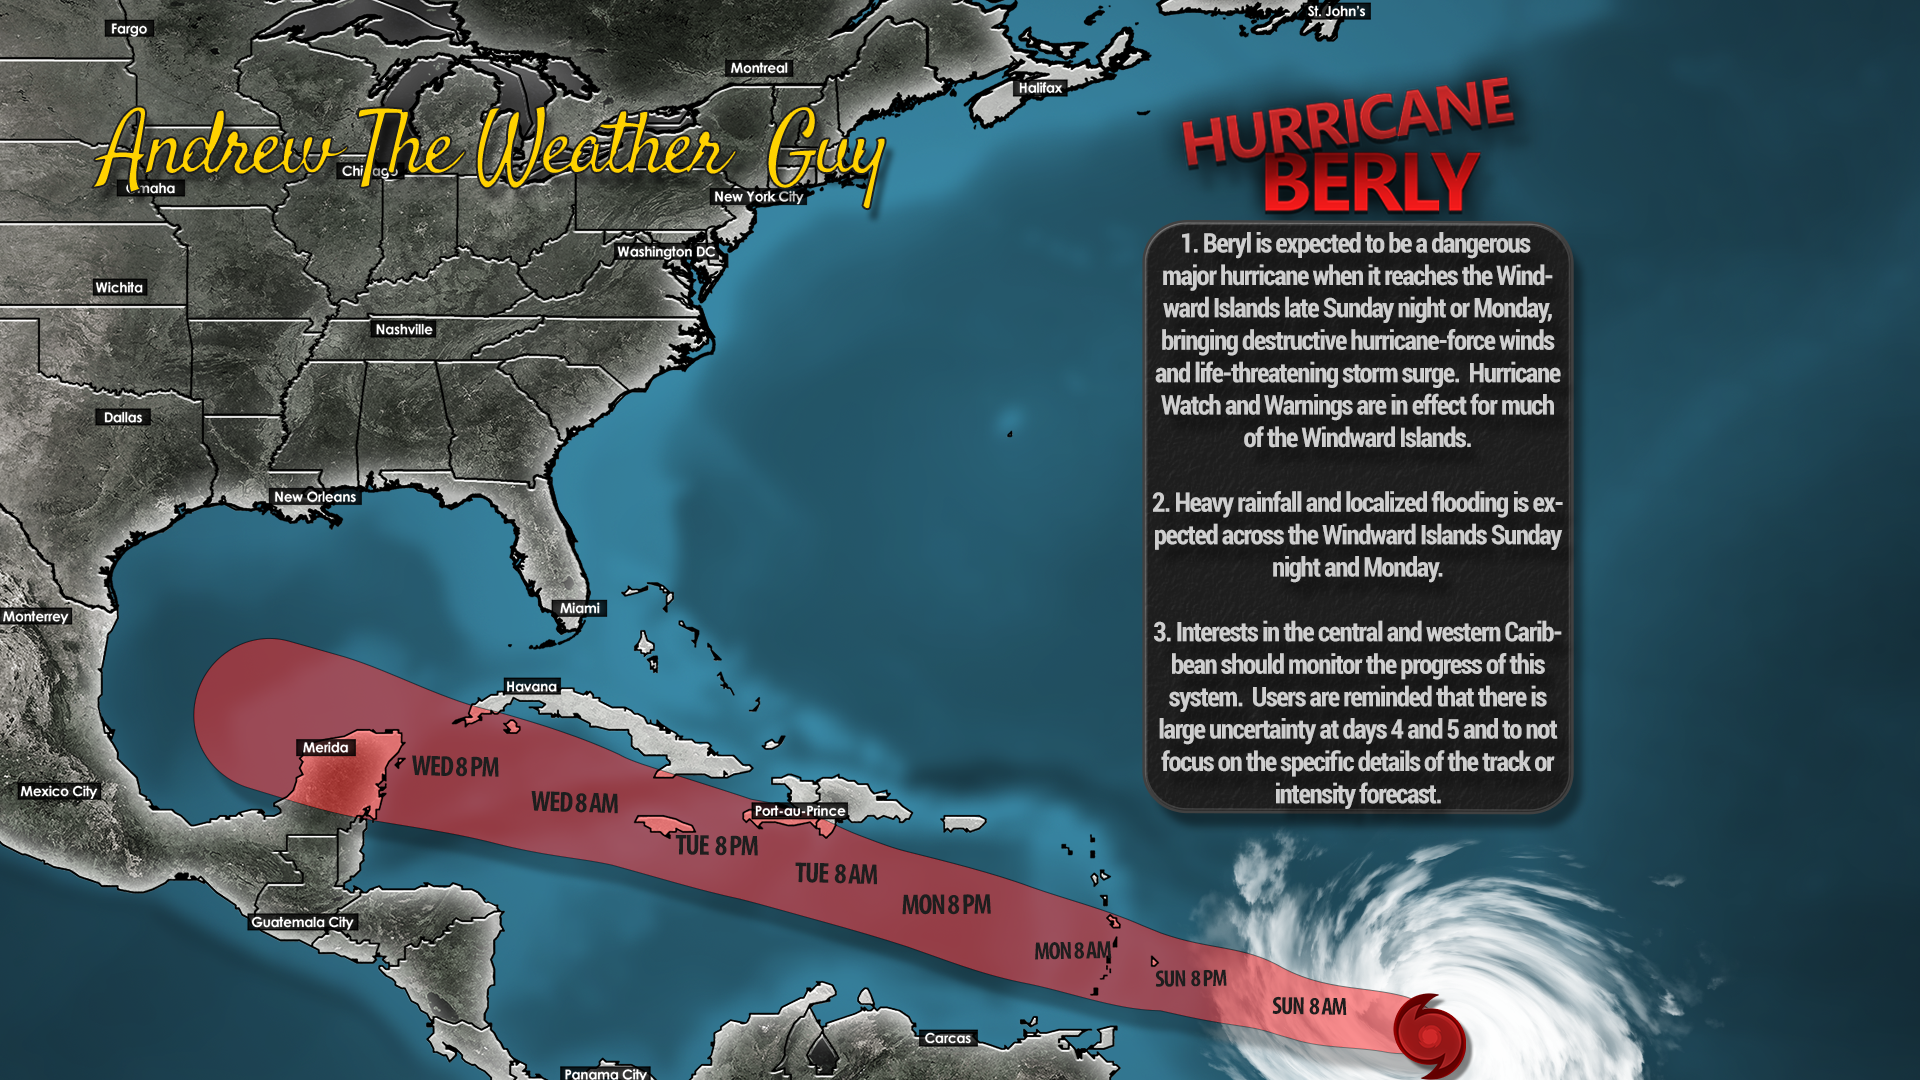 Fargo
St. John's
Montreal
Halifax
Andrew The Weather Guy
Chicago
Omaha
New York City
Washington DC
Wichita
Nashville
Dallas
New Orleans
Miami
Monterrey
Havana
Merida
Mexico City
Port-au-Prince
Guatemala City
Carcas
Panama City
WED 8 PM
WED 8 AM
TUE 8 PM
TUE 8 AM
MON 8 PM
MON 8 AM
SUN 8 PM
SUN 8 AM
HURRICANE
BERLY
1. Beryl is expected to be a dangerous
major hurricane when it reaches the Wind-
ward Islands late Sunday night or Monday,
bringing destructive hurricane-force winds
and life-threatening storm surge. Hurricane
Watch and Warnings are in effect for much
of the Windward Islands.
2. Heavy rainfall and localized flooding is ex-
pected across the Windward Islands Sunday
night and Monday.
3. Interests in the central and western Carib-
bean should monitor the progress of this
system. Users are reminded that there is
large uncertainty at days 4 and 5 and to not
focus on the specific details of the track or
intensity forecast.